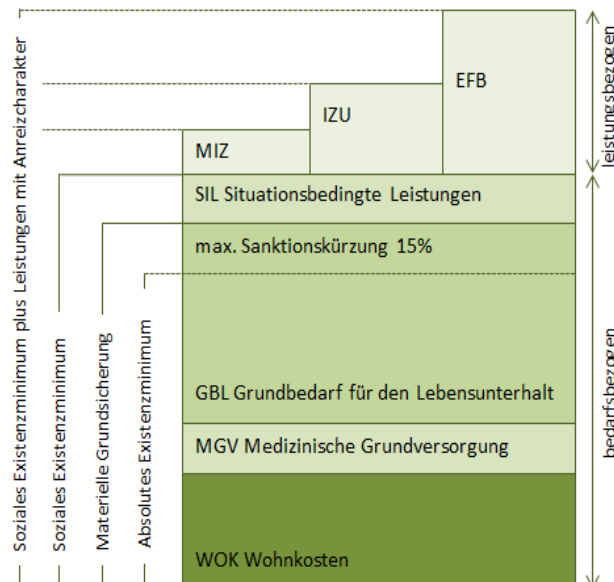 EFB
IZU
MIZ
SIL Situationsbedingte Leistungen
max. Sanktionskürzung 15%
GBL Grundbedarf für den Lebensunterhalt
MGV Medizinische Grundversorgung
WOK Wohnkosten
Soziales Existenzminimum plus Leistungen mit Anreizcharakter
Soziales Existenzminimum
Materielle Grundsicherung
Absolutes Existenzminimum
leistungsbezogen
bedarfsbezogen